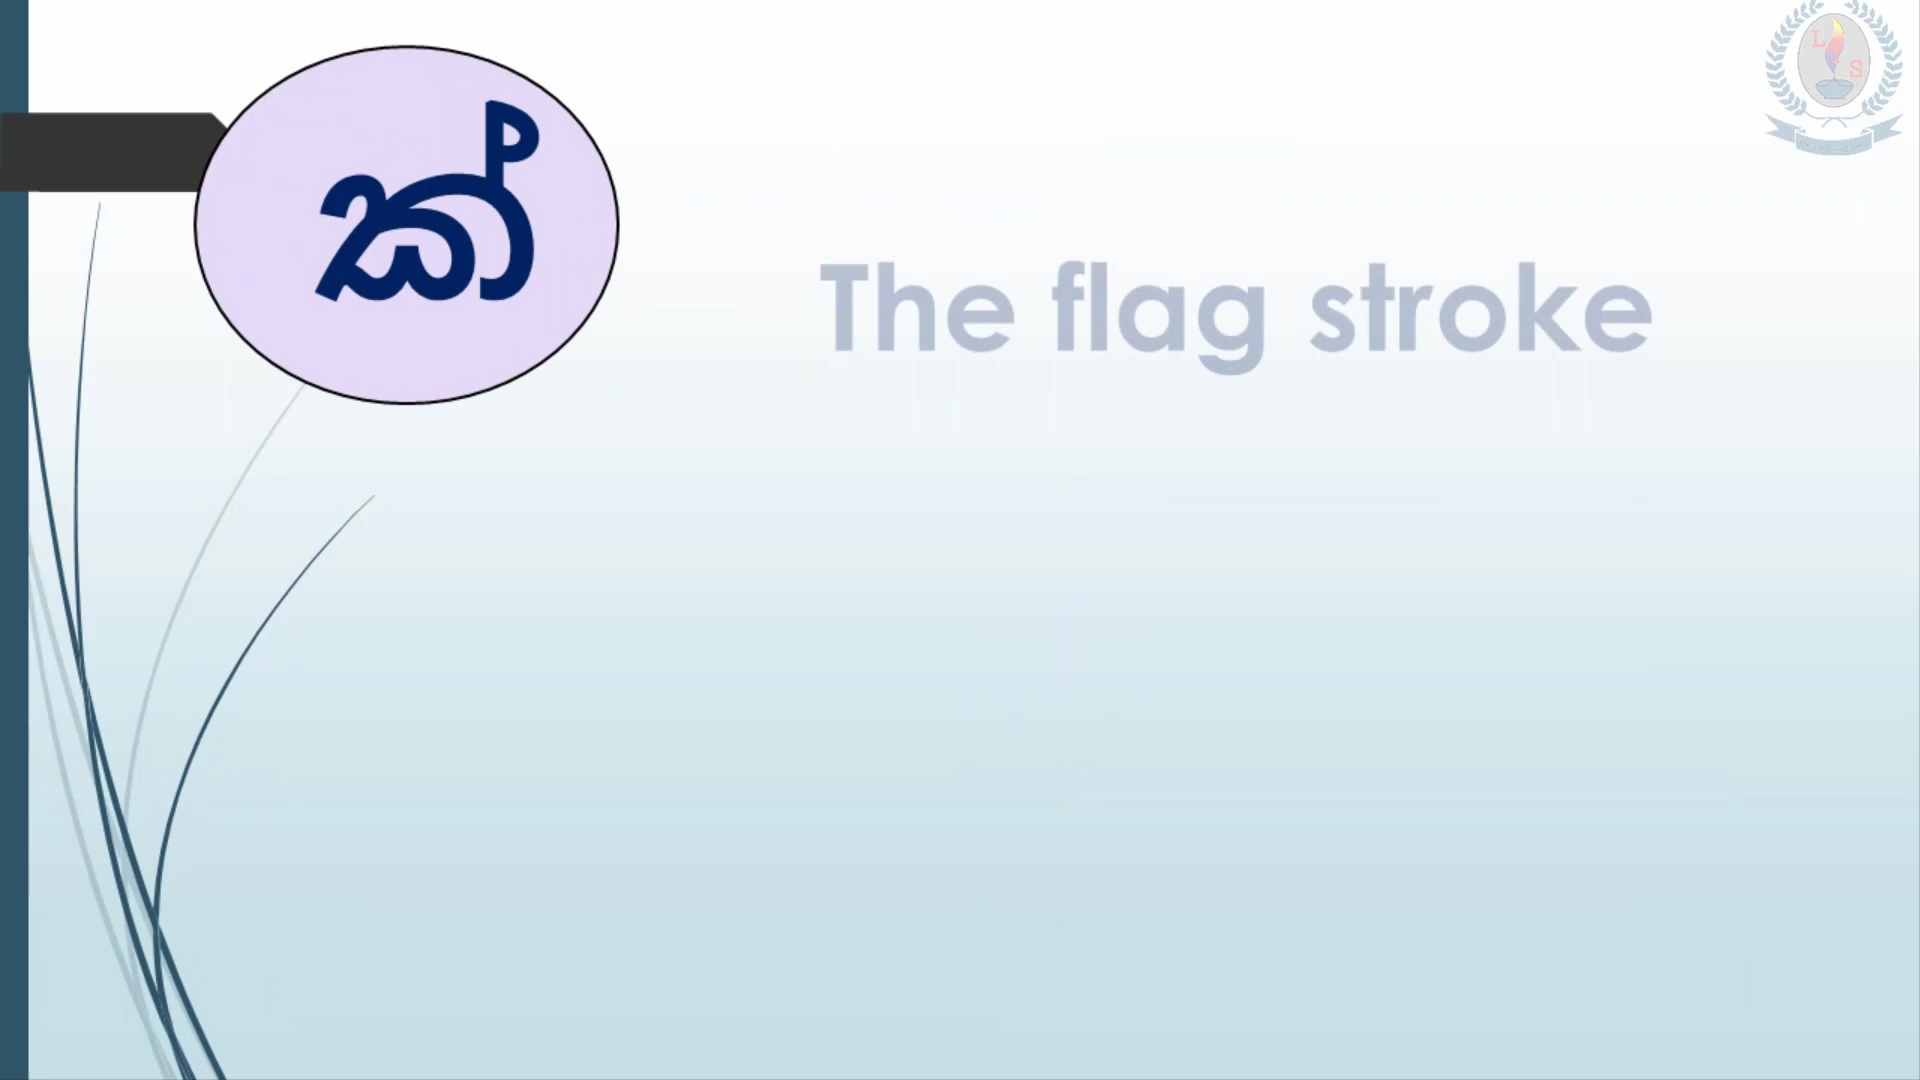 ඛ්
The flag stroke
L I S